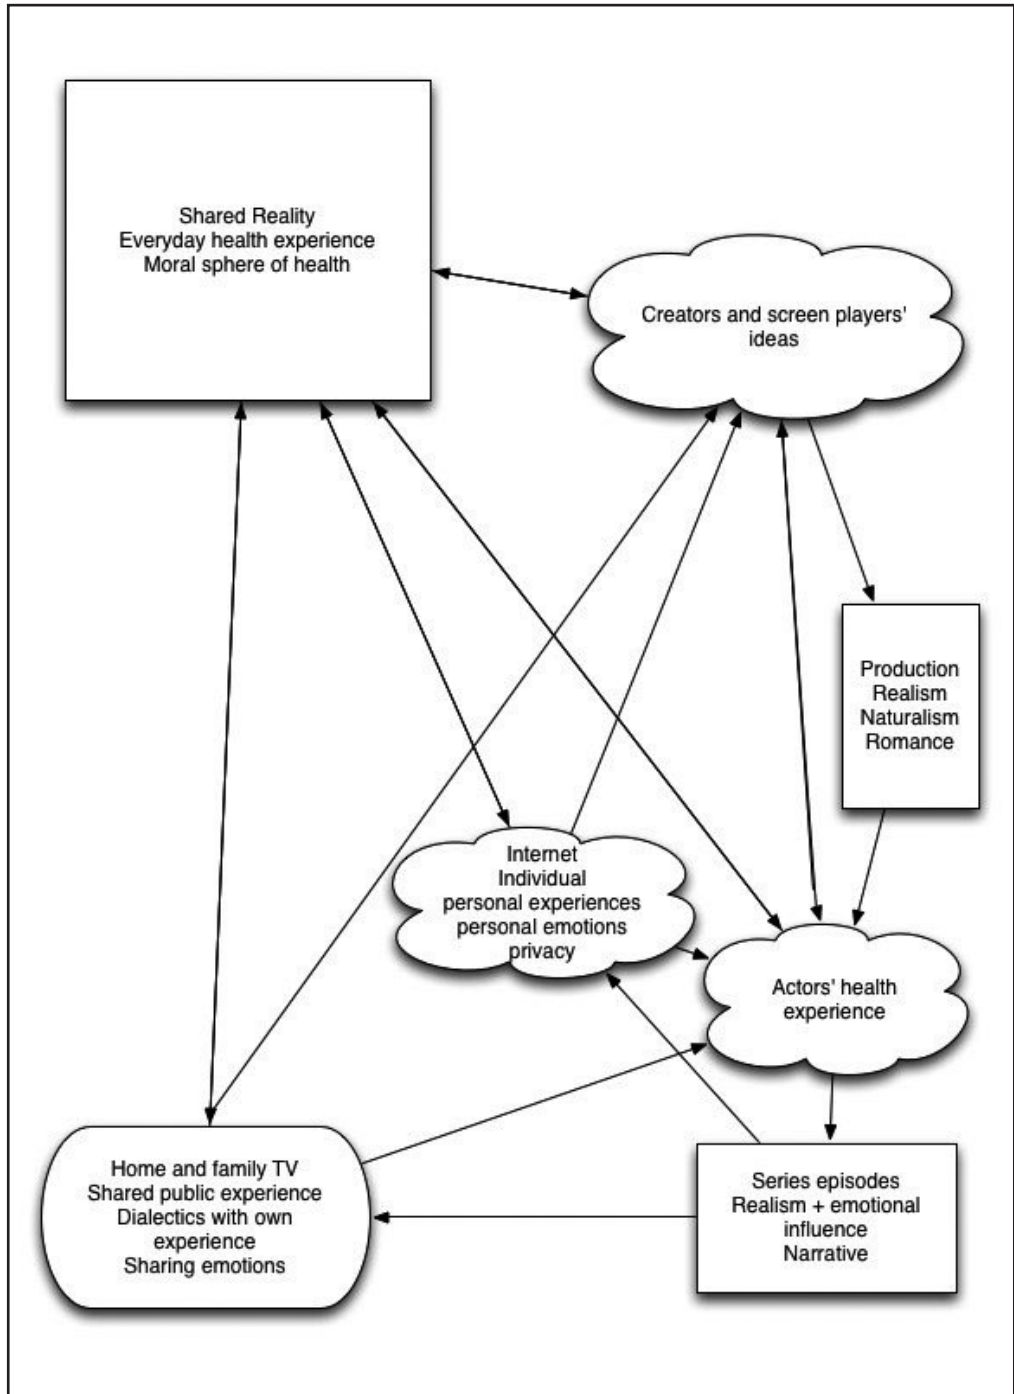 Shared Reality
Everyday health experience
Moral sphere of health
Creators and screen players'
ideas
Production
Realism
Naturalism
Romance
Internet
Individual
personal experiences
personal emotions
privacy
Actors' health
experience
Home and family TV
Shared public experience
Dialectics with own
experience
Sharing emotions
Series episodes
Realism + emotional
influence
Narrative